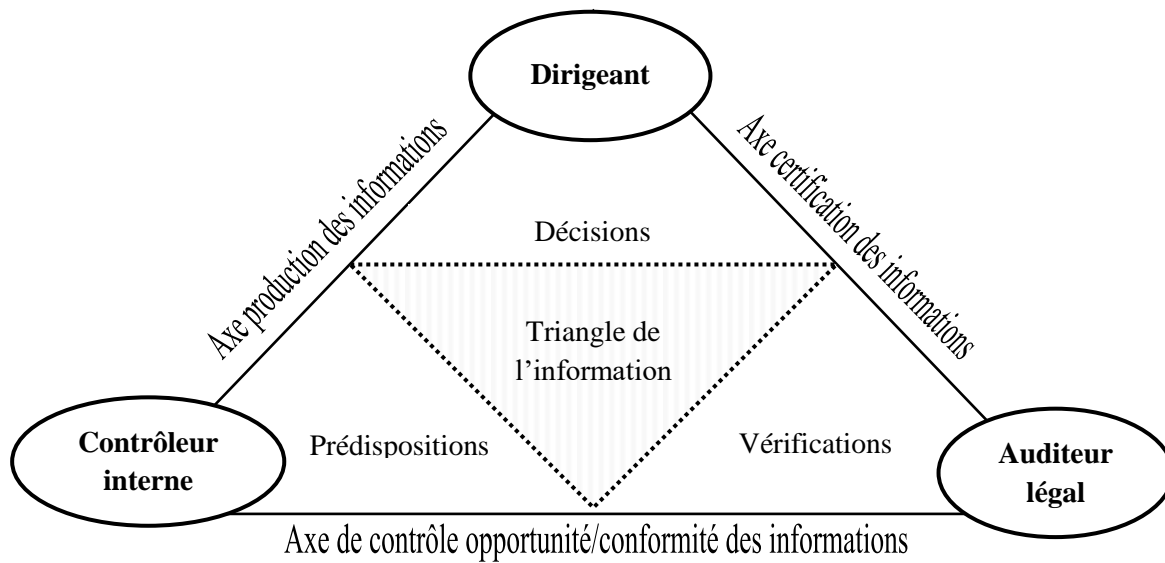 Dirigeant
Axe production des informations
Axe certification des informations
Décisions
Triangle de
l’information
Contrôleur
interne
Prédispositions
Vérifications
Auditeur
légal
Axe de contrôle opportunité/conformité des informations